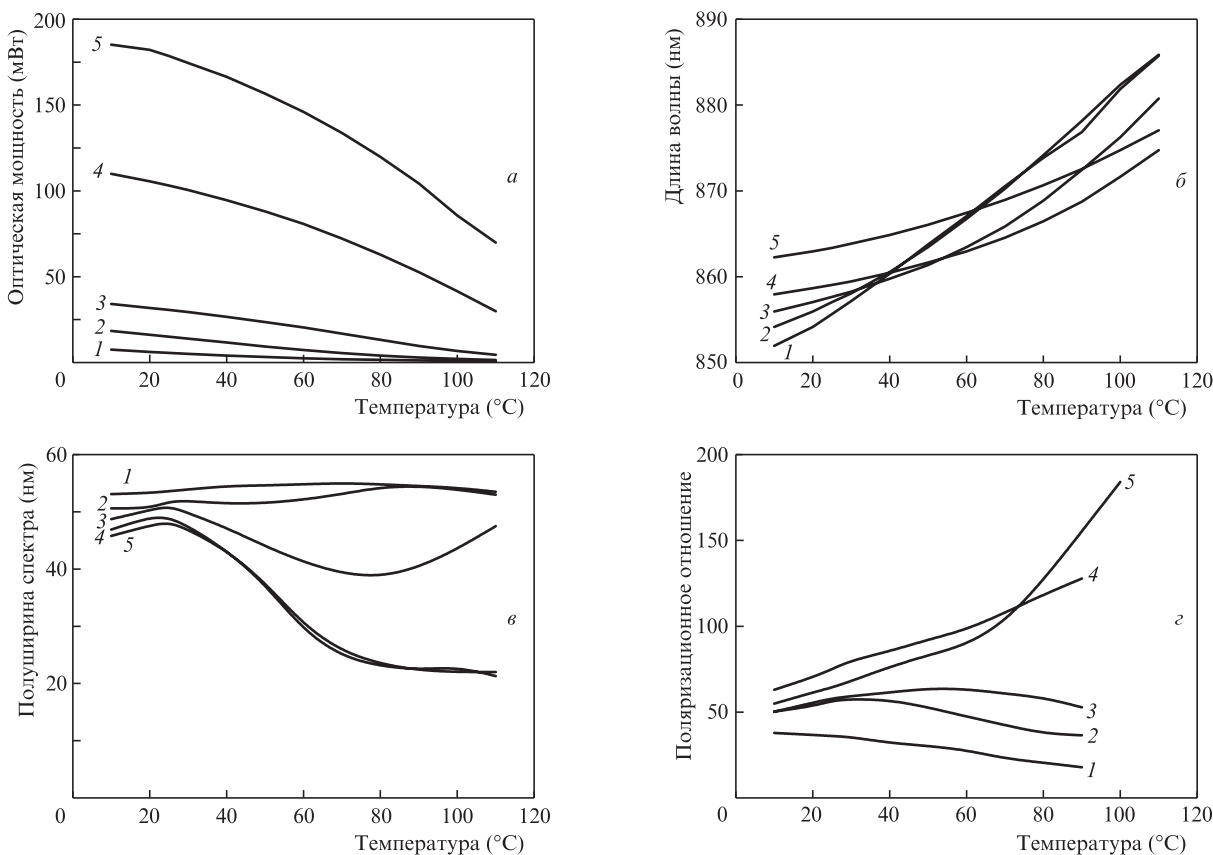 Оптическая мощность (мВт)
200
150
100
50
0
5
4
3
2
1
а
20 40 60 80 100 120
Температура (°C)
Длина волны (нм)
890
880
870
860
850
5
4
3
2
1
б
0 20 40 60 80 100 120
Температура (°C)
Полуширина спектра (нм)
60
40
20
1
2
3
4
5
в
0 20 40 60 80 100 120
Температура (°C)
Поляризационное отношение
200
150
100
50
5
4
3
2
1
г
0 20 40 60 80 100 120
Температура (°C)